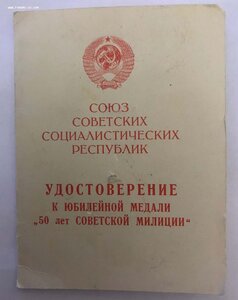 СОЮЗ
СОВЕТСКИХ
СОЦИАЛИСТИЧЕСКИХ
РЕСПУБЛИК
УДОСТОВЕРЕНИЕ
К ЮБИЛЕЙНОЙ МЕДАЛИ
„50 лет СОВЕТСКОЙ МИЛИЦИИ“